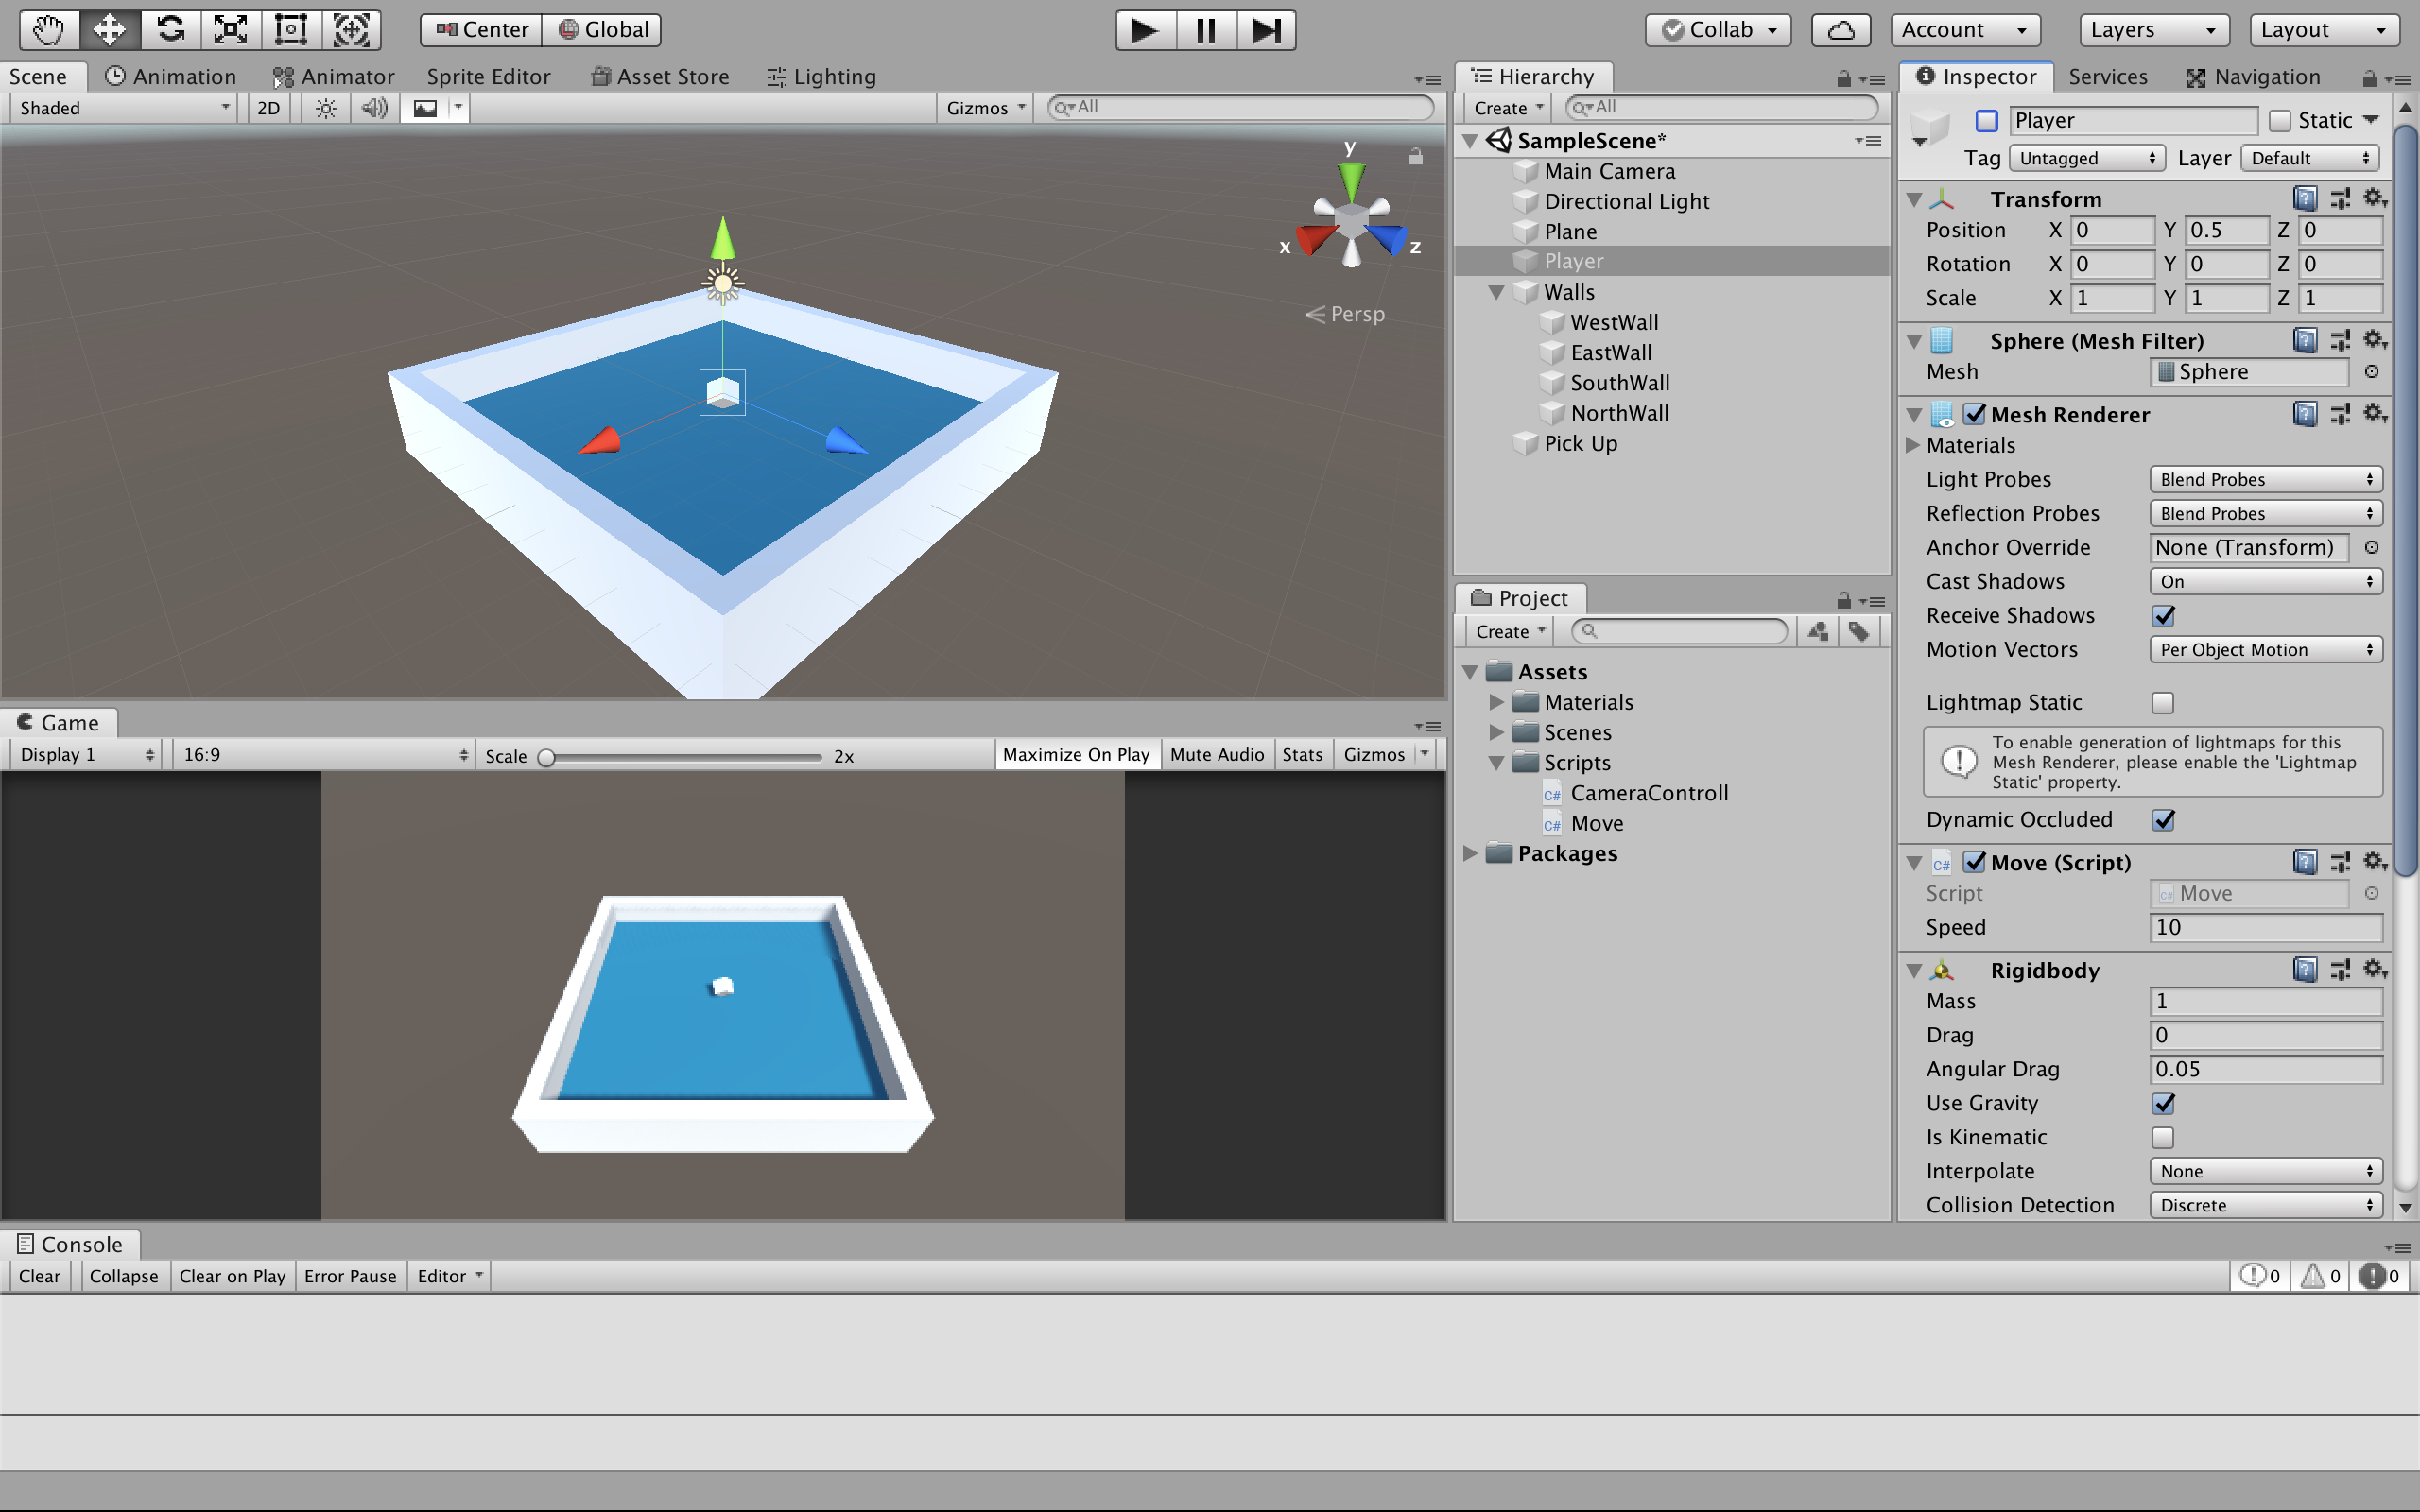 Center Global Collab Account Layers Layout
Scene Animation Animator Sprite Editor Asset Store Lighting
Shaded 2D Gizmos All
y
x z
Persp
Game
Display 1 16:9 Scale 2x Maximize On Play Mute Audio Stats Gizmos
Hierarchy
Create All
SampleScene*
Main Camera
Directional Light
Plane
Player
Walls
WestWall
EastWall
SouthWall
NorthWall
Pick Up
Project
Create
Assets
Materials
Scenes
Scripts
C# CameraControll
C# Move
Packages
Inspector Services Navigation
Player Static
Tag Untagged Layer Default
Transform
Position X 0 Y 0.5 Z 0
Rotation X 0 Y 0 Z 0
Scale X 1 Y 1 Z 1
Sphere (Mesh Filter)
Mesh Sphere
Mesh Renderer
Materials
Light Probes Blend Probes
Reflection Probes Blend Probes
Anchor Override None (Transform)
Cast Shadows On
Receive Shadows
Motion Vectors Per Object Motion
Lightmap Static
To enable generation of lightmaps for this
Mesh Renderer, please enable the 'Lightmap
Static' property.
Dynamic Occluded
C# Move (Script)
Script Move
Speed 10
Rigidbody
Mass 1
Drag 0
Angular Drag 0.05
Use Gravity
Is Kinematic
Interpolate None
Collision Detection Discrete
Console
Clear Collapse Clear on Play Error Pause Editor 0 0 0